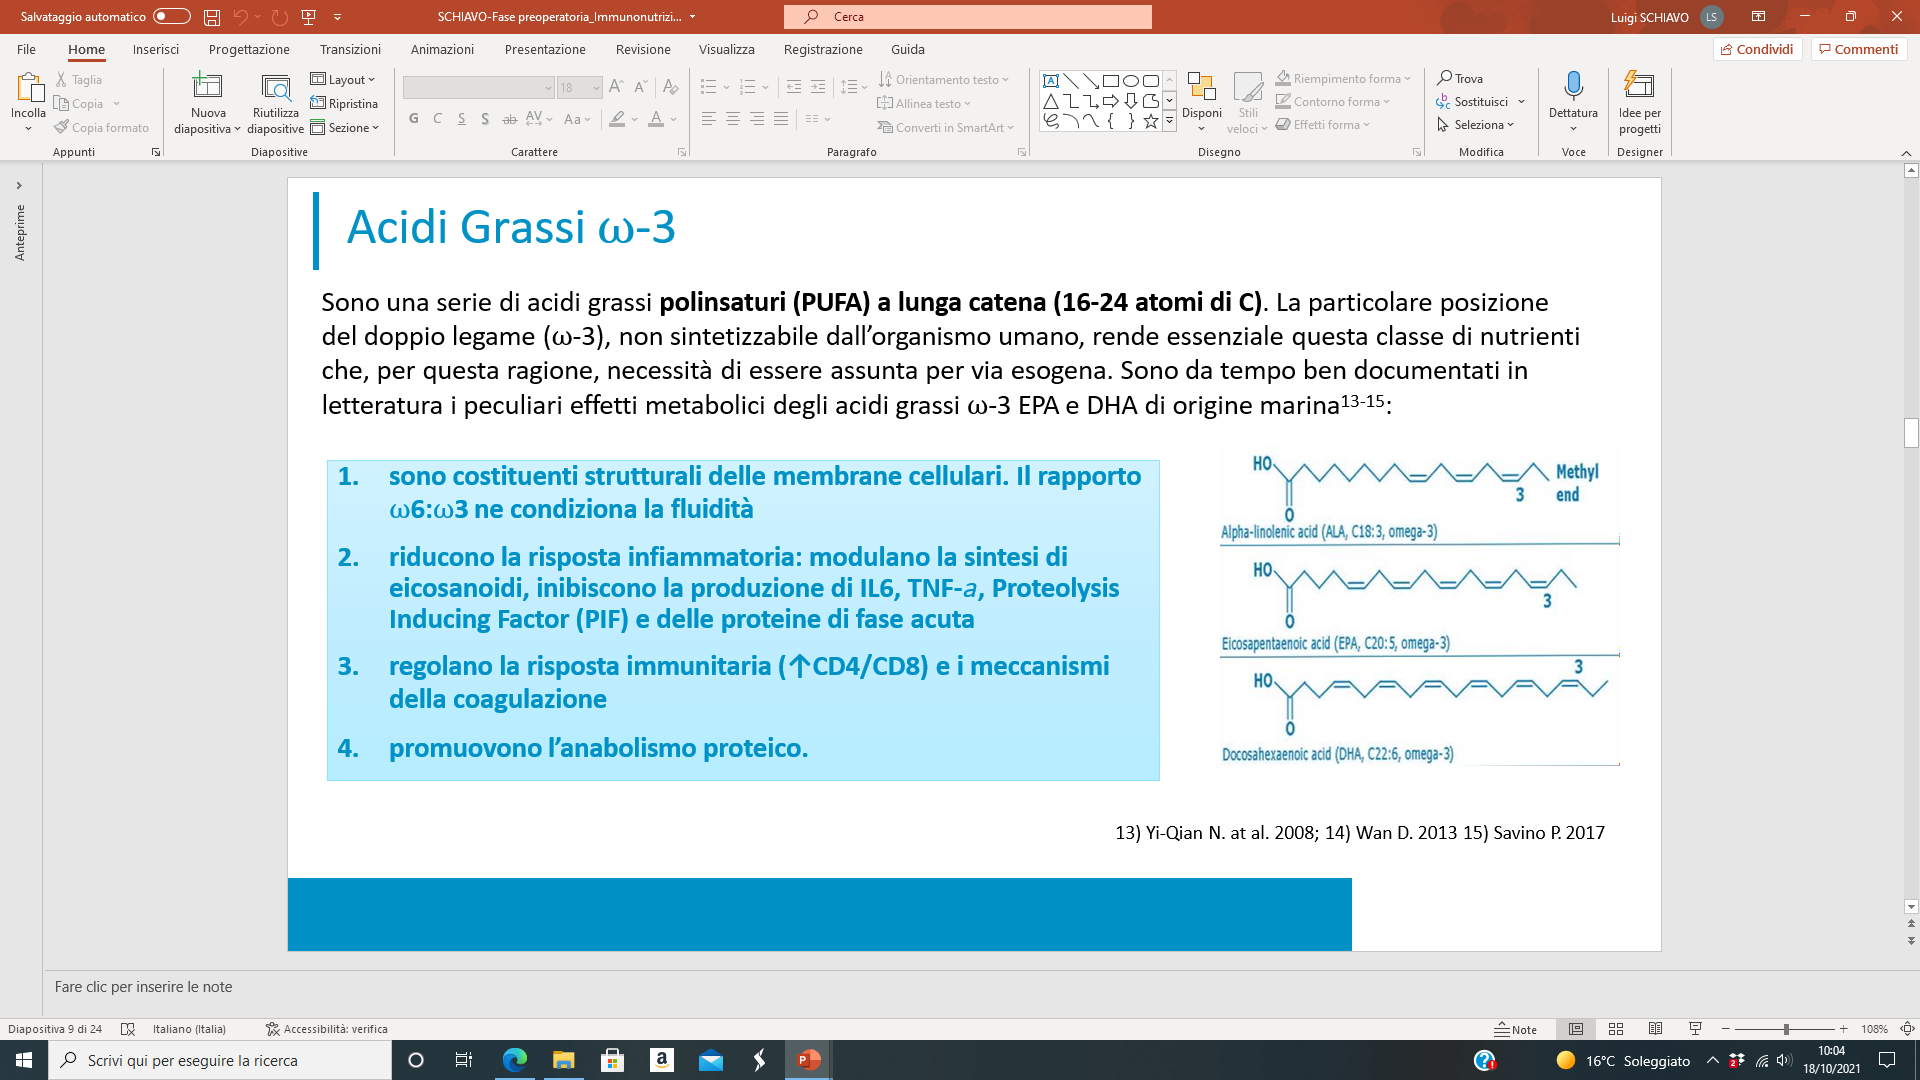 Salvataggio automatico
SCHIAVO-Fase preoperatoria_Immunonutrizi...
Cerca
Luigi SCHIAVO
LS
File
Home
Inserisci
Progettazione
Transizioni
Animazioni
Presentazione
Revisione
Visualizza
Registrazione
Guida
Condividi
Commenti
Incolla
Taglia
Copia
Copia formato
Appunti
Nuova
diapositiva
Riutilizza
diapositive
Layout
Ripristina
Sezione
Diapositive
18
G C S S ab AV Aa A
Carattere
Orientamento testo
Allinea testo
Converti in SmartArt
Paragrafo
Disponi
Stili
veloci
Riempimento forma
Contorno forma
Effetti forma
Disegno
Trova
Sostituisci
Seleziona
Modifica
Dettatura
Voce
Idee per
progetti
Designer
Anteprime
Acidi Grassi ω-3
Sono una serie di acidi grassi polinsaturi (PUFA) a lunga catena (16-24 atomi di C). La particolare posizione
del doppio legame (ω-3), non sintetizzabile dall’organismo umano, rende essenziale questa classe di nutrienti
che, per questa ragione, necessità di essere assunta per via esogena. Sono da tempo ben documentati in
letteratura i peculiari effetti metabolici degli acidi grassi ω-3 EPA e DHA di origine marina13-15:
1. sono costituenti strutturali delle membrane cellulari. Il rapporto
ω6:ω3 ne condiziona la fluidità
2. riducono la risposta infiammatoria: modulano la sintesi di
eicosanoidi, inibiscono la produzione di IL6, TNF-a, Proteolysis
Inducing Factor (PIF) e delle proteine di fase acuta
3. regolano la risposta immunitaria (↑CD4/CD8) e i meccanismi
della coagulazione
4. promuovono l’anabolismo proteico.
HO
O
3
Methyl
end
Alpha-linolenic acid (ALA, C18:3, omega-3)
HO
O
3
Eicosapentaenoic acid (EPA, C20:5, omega-3)
HO
O
3
Docosahexaenoic acid (DHA, C22:6, omega-3)
13) Yi-Qian N. at al. 2008; 14) Wan D. 2013 15) Savino P. 2017
Fare clic per inserire le note
Diapositiva 9 di 24
Italiano (Italia)
Accessibilità: verifica
Note
108%
Scrivi qui per eseguire la ricerca
16°C Soleggiato
10:04
18/10/2021